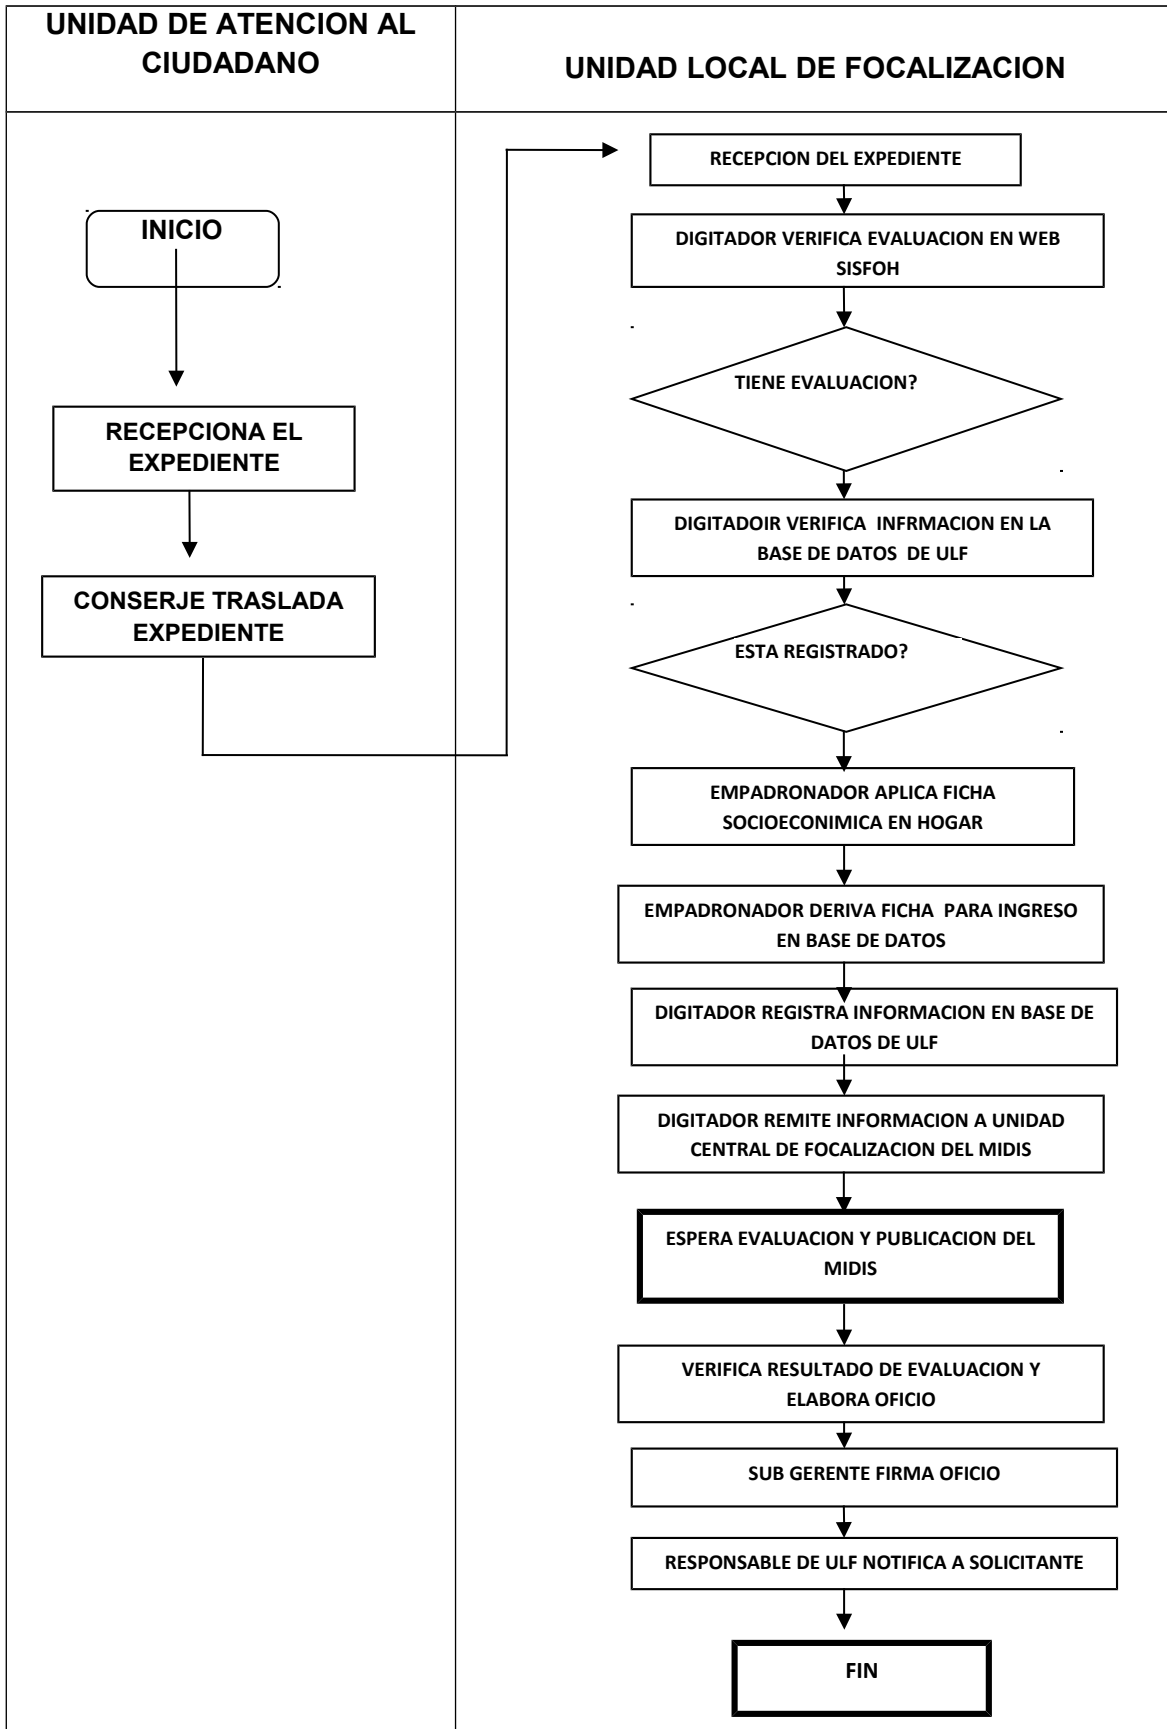 UNIDAD DE ATENCION AL
CIUDADANO
UNIDAD LOCAL DE FOCALIZACION
INICIO
RECEPCIONA EL
EXPEDIENTE
CONSERJE TRASLADA
EXPEDIENTE
RECEPCION DEL EXPEDIENTE
DIGITADOR VERIFICA EVALUACION EN WEB
SISFOH
TIENE EVALUACION?
DIGITADOIR VERIFICA INFRMACION EN LA
BASE DE DATOS DE ULF
ESTA REGISTRADO?
EMPADRONADOR APLICA FICHA
SOCIOECONIMICA EN HOGAR
EMPADRONADOR DERIVA FICHA PARA INGRESO
EN BASE DE DATOS
DIGITADOR REGISTRA INFORMACION EN BASE DE
DATOS DE ULF
DIGITADOR REMITE INFORMACION A UNIDAD
CENTRAL DE FOCALIZACION DEL MIDIS
ESPERA EVALUACION Y PUBLICACION DEL
MIDIS
VERIFICA RESULTADO DE EVALUACION Y
ELABORA OFICIO
SUB GERENTE FIRMA OFICIO
RESPONSABLE DE ULF NOTIFICA A SOLICITANTE
FIN